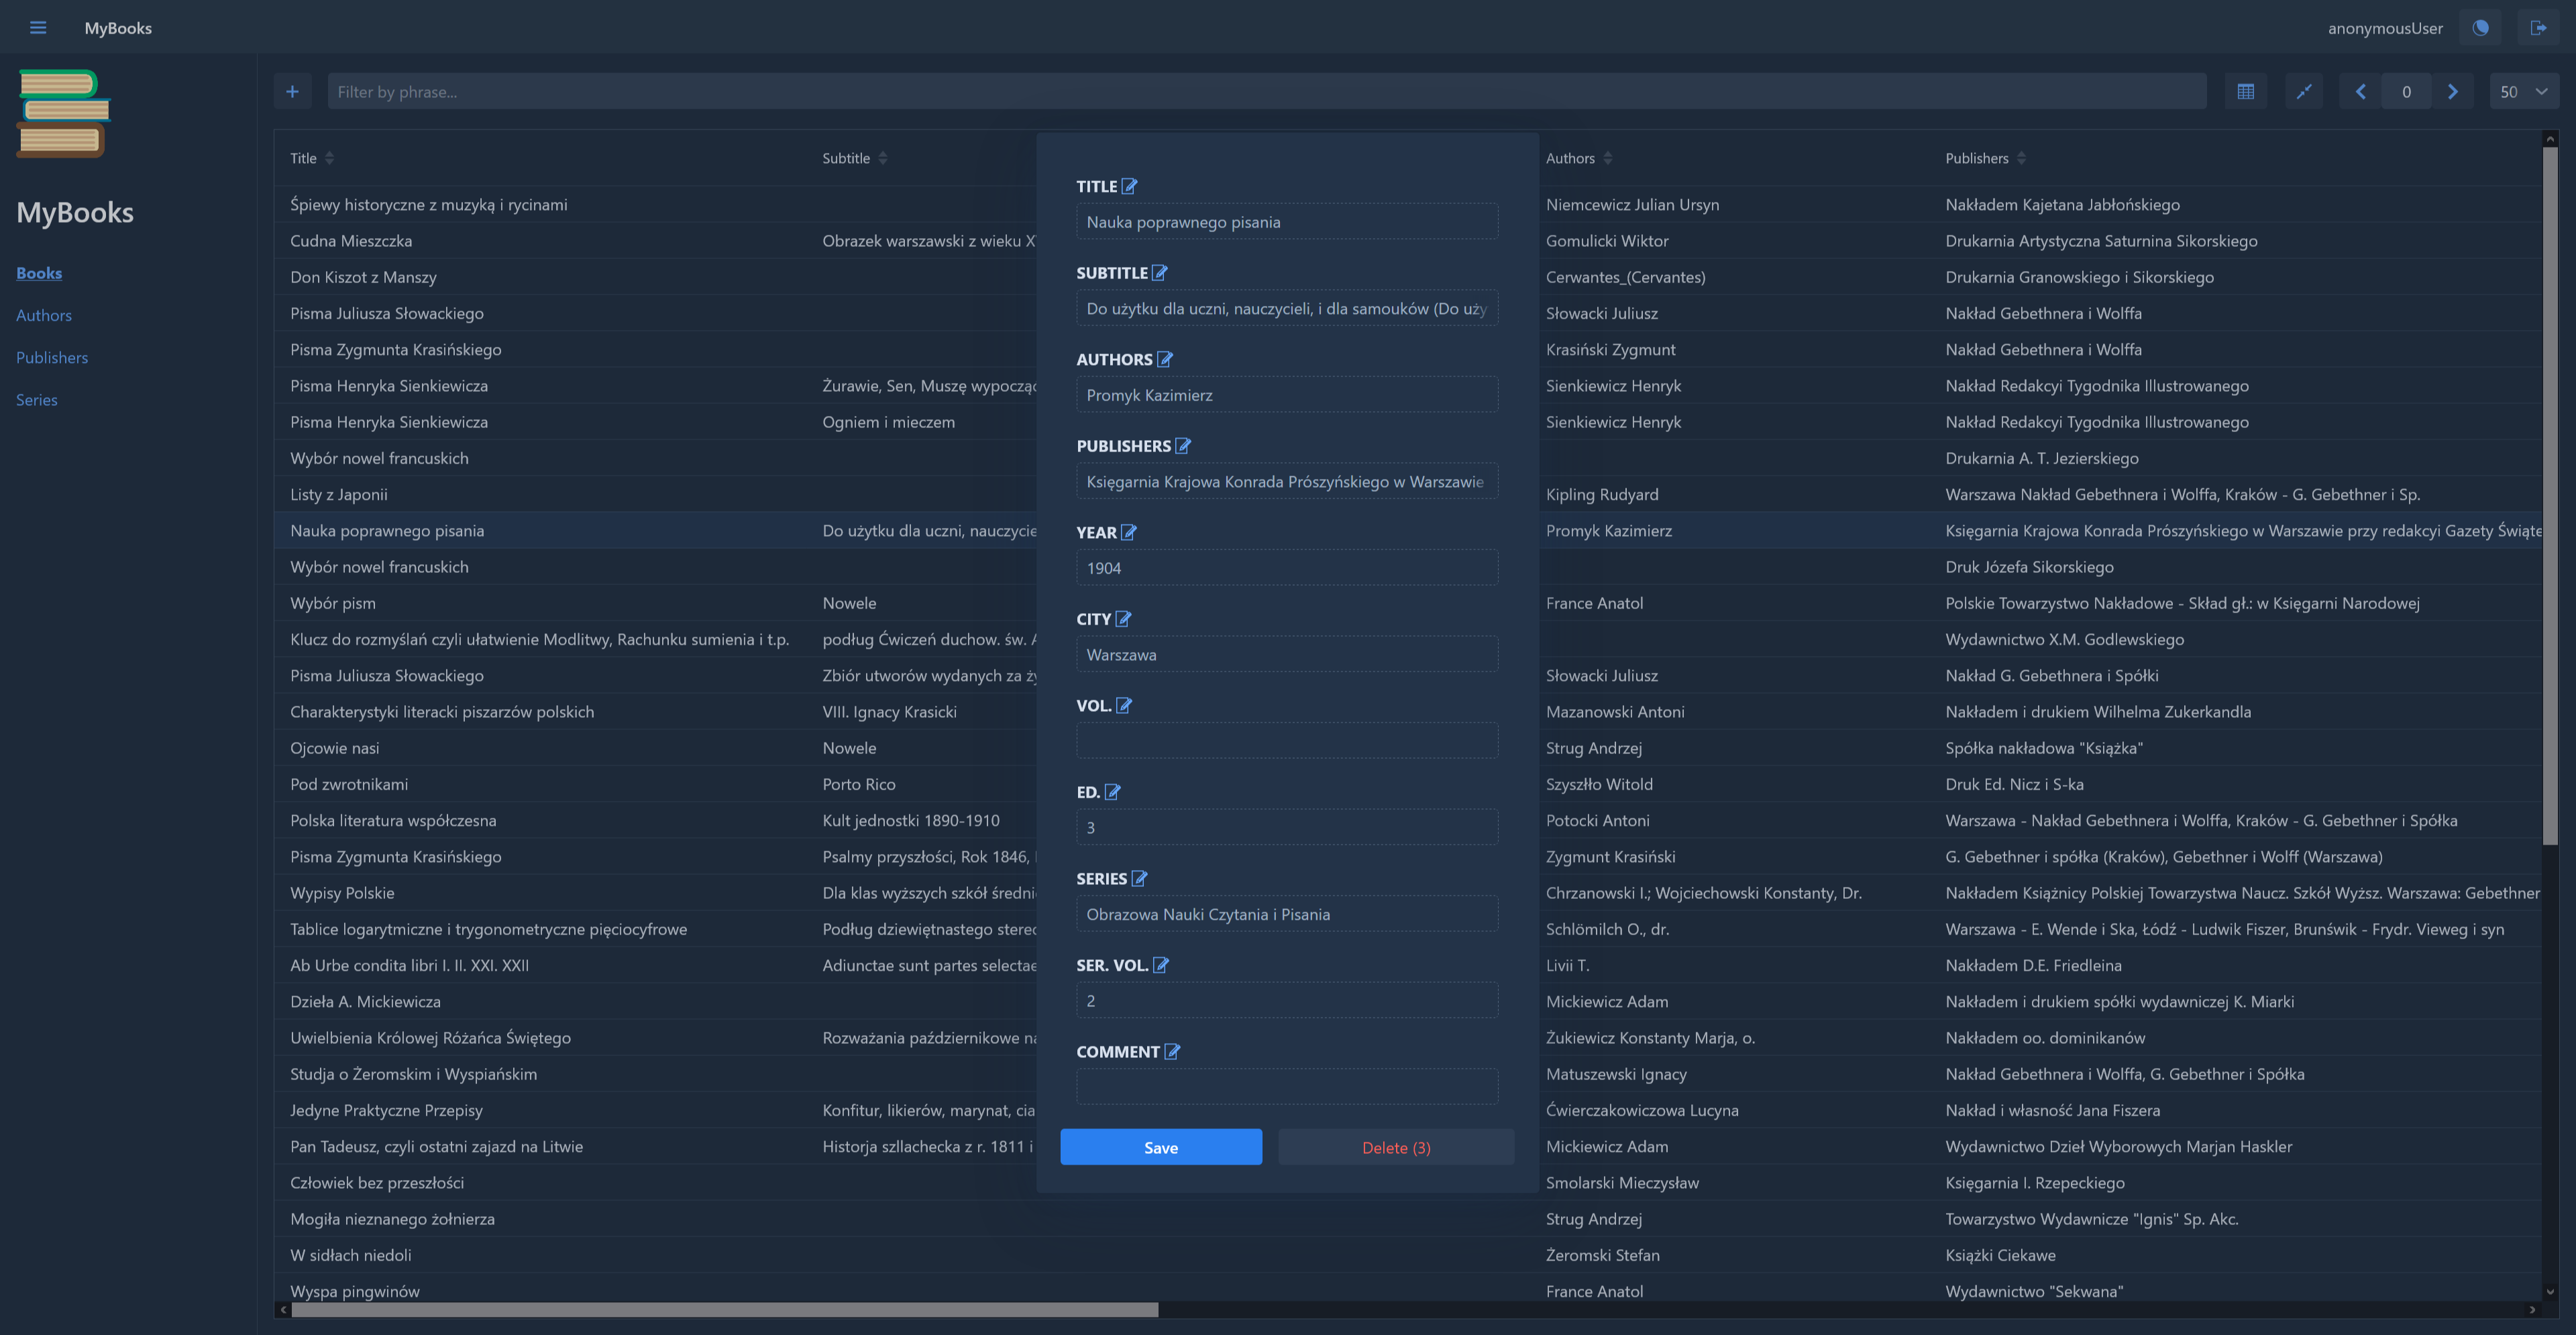 MyBooks
anonymousUser
MyBooks
Books
Authors
Publishers
Series
Filter by phrase...
0
50
Title Subtitle Authors Publishers
Śpiewy historyczne z muzyką i rycinami Niemcewicz Julian Ursyn Nakładem Kajetana Jabłońskiego
Cudna Mieszczka Obrazek warszawski z wieku Gomulicki Wiktor Drukarnia Artystyczna Saturnina Sikorskiego
Don Kiszot z Manszy Cerwantes_(Cervantes) Drukarnia Granowskiego i Sikorskiego
Pisma Juliusza Słowackiego Słowacki Juliusz Nakład Gebethnera i Wolffa
Pisma Zygmunta Krasińskiego Krasiński Zygmunt Nakład Gebethnera i Wolffa
Pisma Henryka Sienkiewicza Żurawie, Sen, Muszę Sienkiewicz Henryk Nakład Redakcyi Tygodnika Illustrowanego
Pisma Henryka Sienkiewicza Ogniem i mieczem Sienkiewicz Henryk Nakład Redakcyi Tygodnika Illustrowanego
Wybór nowel francuskich Drukarnia A. T. Jezierskiego
Listy z Japonii Kipling Rudyard Warszawa Nakład Gebethnera i Wolffa, Kraków - G. Gebethner i Sp.
Nauka poprawnego pisania Do użytku dla uczni, nauczycie Promyk Kazimierz Księgarnia Krajowa Konrada Prószyńskiego w Warszawie przy redakcyi Gazety Świąte
Wybór nowel francuskich Druk Józefa Sikorskiego
Wybór pism Nowele France Anatol Polskie Towarzystwo Nakładowe - Skład gł.: w Księgarni Narodowej
Klucz do rozmyślań czyli ułatwienie Modlitwy, Rachunku sumienia i t.p. podług Ćwiczeń duchow. św. Wydawnictwo X.M. Godlewskiego
Pisma Juliusza Słowackiego Zbiór utworów wydanych za Słowacki Juliusz Nakład G. Gebethnera i Spółki
Charakterystyki literacki piszarzów polskich VIII. Ignacy Krasicki Mazanowski Antoni Nakładem i drukiem Wilhelma Zukerkandla
Ojcowie nasi Nowele Strug Andrzej Spółka nakładowa "Książka"
Pod zwrotnikami Porto Rico Szyszłło Witold Druk Ed. Nicz i S-ka
Polska literatura współczesna Kult jednostki 1890-1910 Potocki Antoni Warszawa - Nakład Gebethnera i Wolffa, Kraków - G. Gebethner i Spółka
Pisma Zygmunta Krasińskiego Psalmy przyszłości, Rok 1846, Zygmunt Krasiński G. Gebethner i spółka (Kraków), Gebethner i Wolff (Warszawa)
Wypisy Polskie Dla klas wyższych szkół średni Chrzanowski I.; Wojciechowski Konstanty, Dr. Nakładem Książnicy Polskiej Towarzystwa Naucz. Szkół Wyższ. Warszawa: Gebethner
Tablice logarytmiczne i trygonometryczne pięciocyfrowe Podług dziewiętnastego stereo Schlömilch O., dr. Warszawa - E. Wende i Ska, Łódź - Ludwik Fiszer, Brunświk - Frydr. Vieweg i syn
Ab Urbe condita libri I. II. XXI. XXII Adiunctae sunt partes selectae Livii T. Nakładem D.E. Friedleina
Dzieła A. Mickiewicza Mickiewicz Adam Nakładem i drukiem spółki wydawniczej K. Miarki
Uwielbienia Królowej Różańca Świętego Rozważania październikowe Żukiewicz Konstanty Marja, o. Nakładem oo. dominikanów
Studja o Żeromskim i Wyspiańskim Matuszewski Ignacy Nakład Gebethnera i Wolffa, G. Gebethner i Spółka
Jedyne Praktyczne Przepisy Konfitur, likierów, marynat, cia Ćwierczakowiczowa Lucyna Nakład i własność Jana Fiszera
Pan Tadeusz, czyli ostatni zajazd na Litwie Historja szllachecka z r. 1811 i Mickiewicz Adam Wydawnictwo Dzieł Wyborowych Marjan Haskler
Człowiek bez przeszłości Smolarski Mieczysław Księgarnia I. Rzepeckiego
Mogiła nieznanego żołnierza Strug Andrzej Towarzystwo Wydawnicze "Ignis" Sp. Akc.
W sidłach niedoli Żeromski Stefan Książki Ciekawe
Wyspa pingwinów France Anatol Wydawnictwo "Sekwana"
TITLE
Nauka poprawnego pisania
SUBTITLE
Do użytku dla uczni, nauczycieli, i dla samouków (Do uży
AUTHORS
Promyk Kazimierz
PUBLISHERS
Księgarnia Krajowa Konrada Prószyńskiego w Warszawie
YEAR
1904
CITY
Warszawa
VOL.
ED.
3
SERIES
Obrazowa Nauki Czytania i Pisania
SER. VOL.
2
COMMENT
Save
Delete (3)